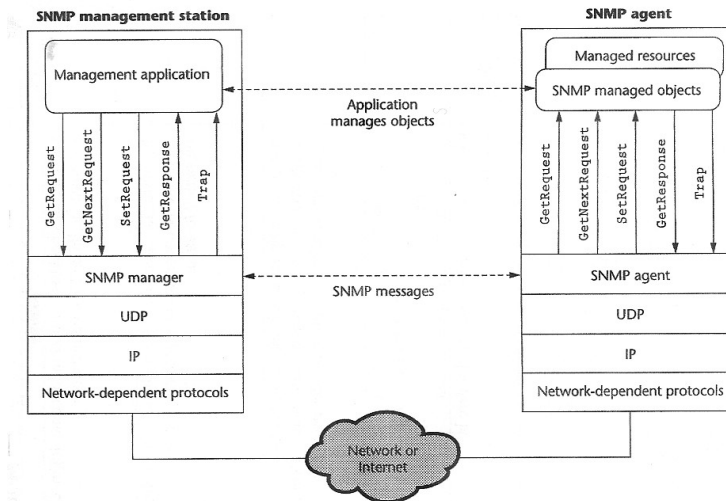 SNMP management station
SNMP agent
Management application
Managed resources
SNMP managed objects
Application
manages objects
GetRequest
GetNextRequest
SetRequest
GetResponse
Trap
GetRequest
GetNextRequest
SetRequest
GetResponse
Trap
SNMP manager
SNMP messages
SNMP agent
UDP
UDP
IP
IP
Network-dependent protocols
Network-dependent protocols
Network or
Internet